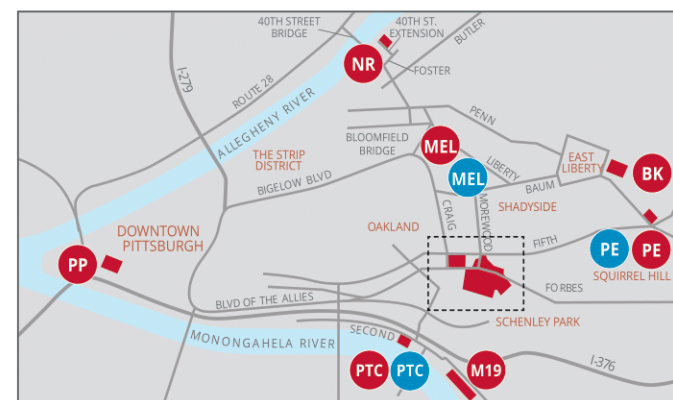 40TH STREET
BRIDGE
40TH ST.
EXTENSION
BUTLER
NR
FOSTER
I-279
ROUTE 28
ALLEGHENY RIVER
PENN
BLOOMFIELD
BRIDGE
MEL
LIBERTY
EAST
LIBERTY
BK
THE STRIP
DISTRICT
BIGELOW BLVD
MEL
BAUM
SHADYSIDE
CRAIG
MOREWOOD
OAKLAND
DOWNTOWN
PITTSBURGH
PP
FIFTH
PE
PE
SQUIRREL HILL
FORBES
BLVD OF THE ALLIES
SCHENLEY PARK
MONONGAHELA RIVER
SECOND
PTC
PTC
M19
I-376